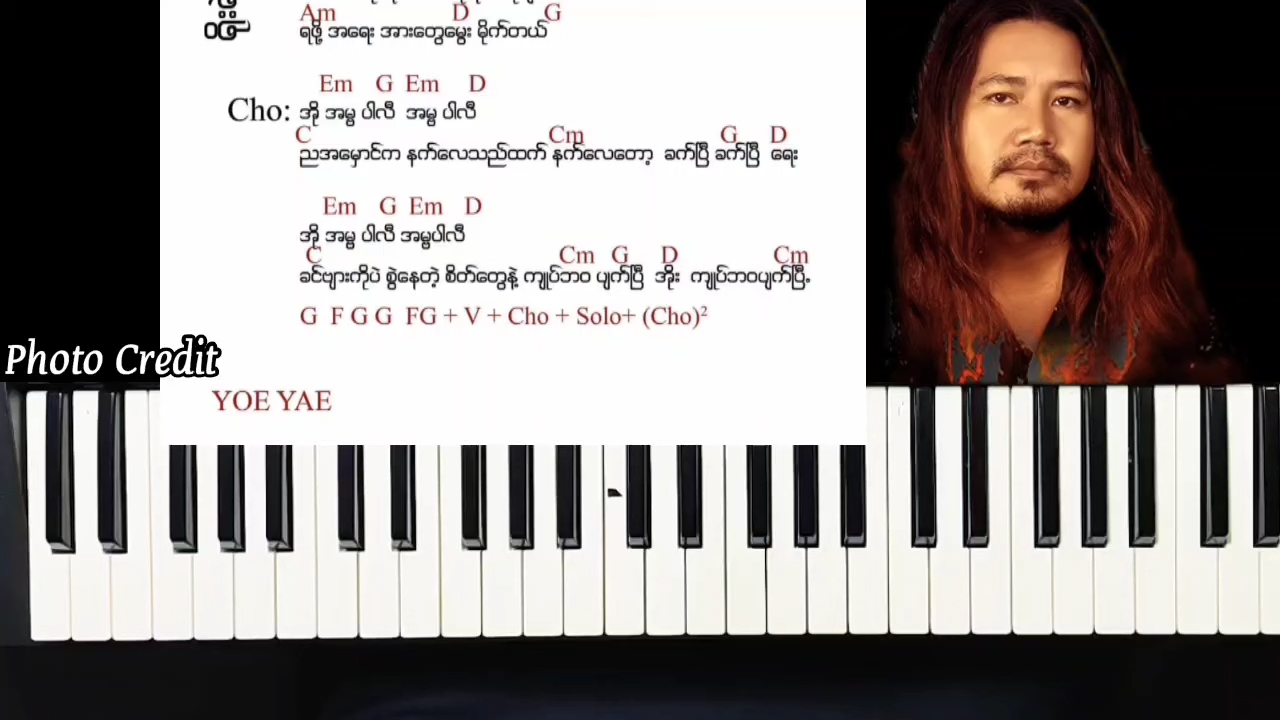 Am D G
ရဖို့ အရေး အားတွေမွေး မိုက်တယ်
Em G Em D
Cho: အို အမ္ဗ ပါလီ အမ္ဗ ပါလီ
C Cm G D
ညအမှောင်က နက်လေသည်ထက် နက်လေတော့ ခက်ပြီ ခက်ပြီ ရေး
Em G Em D
အို အမ္ဗ ပါလီ အမ္ဗပါလီ
C Cm G D Cm
ခင်ဗျားကိုပဲ စွဲနေတဲ့ စိတ်တွေနဲ့ ကျုပ်ဘဝ ပျက်ပြီ အိုး ကျုပ်ဘဝပျက်ပြီ.
G F G G FG + V + Cho + Solo+ (Cho)²
Photo Credit
YOE YAE